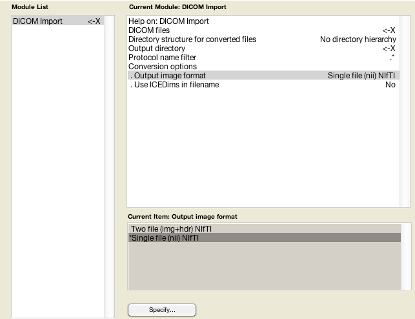 Module List
DICOM Import <-X
Current Module: DICOM Import
Help on: DICOM Import
DICOM files <-X
Directory structure for converted files No directory hierarchy
Output directory <-X
Protocol name filter .*
Conversion options
. Output image format Single file (nii) NIfTI
. Use ICEDims in filename No
Current Item: Output image format
Two file (img+hdr) NIfTI
*Single file (nii) NIfTI
Specify...